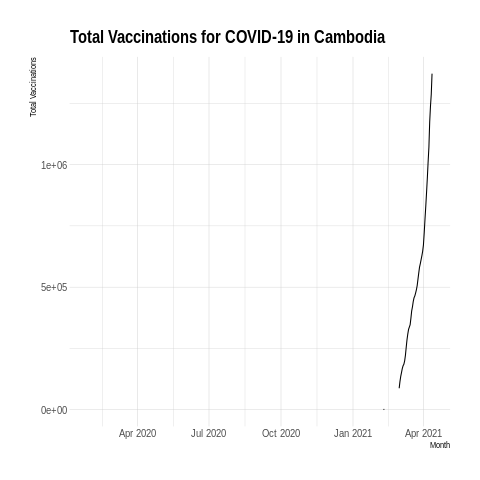 Total Vaccinations for COVID-19 in Cambodia
Total Vaccinations
1e+06
5e+05
0e+00
Apr 2020
Jul 2020
Oct 2020
Jan 2021
Apr 2021
Month